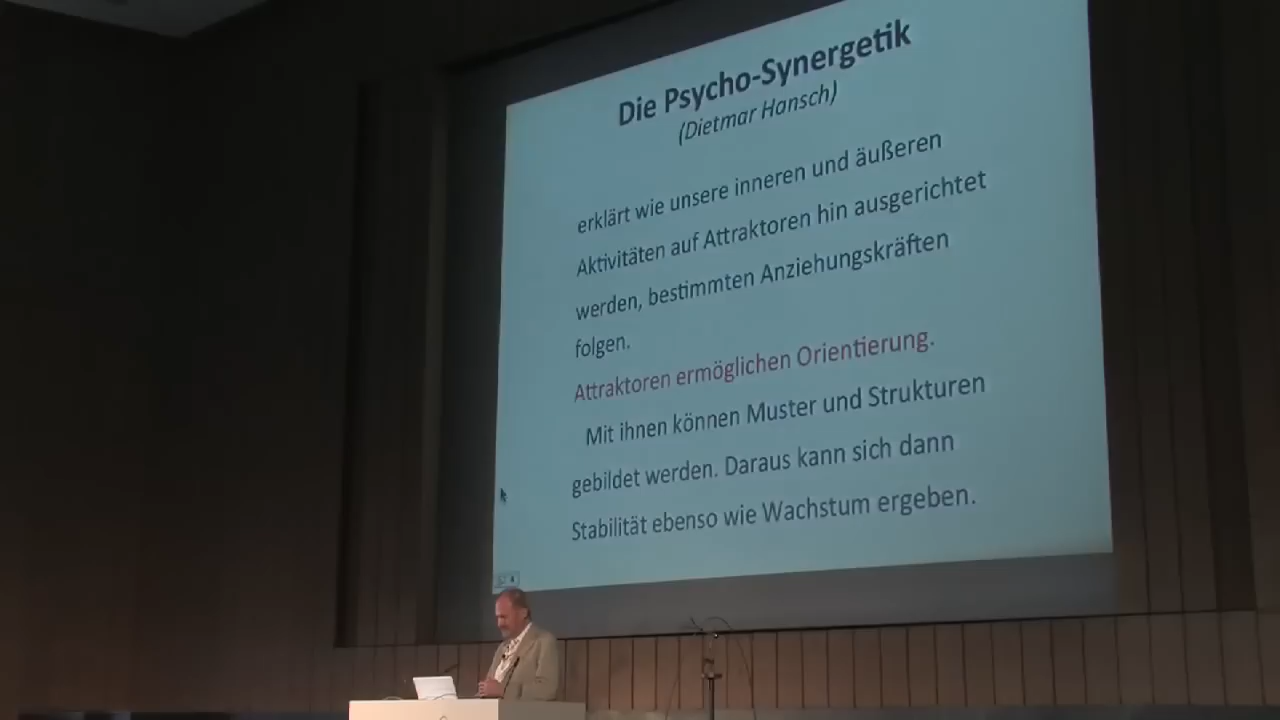 Die Psycho-Synergetik
(Dietmar Hansch)
erklärt wie unsere inneren und äußeren
Aktivitäten auf Attraktoren hin ausgerichtet
werden, bestimmten Anziehungskräften
folgen.
Attraktoren ermöglichen Orientierung.
Mit ihnen können Muster und Strukturen
gebildet werden. Daraus kann sich dann
Stabilität ebenso wie Wachstum ergeben.